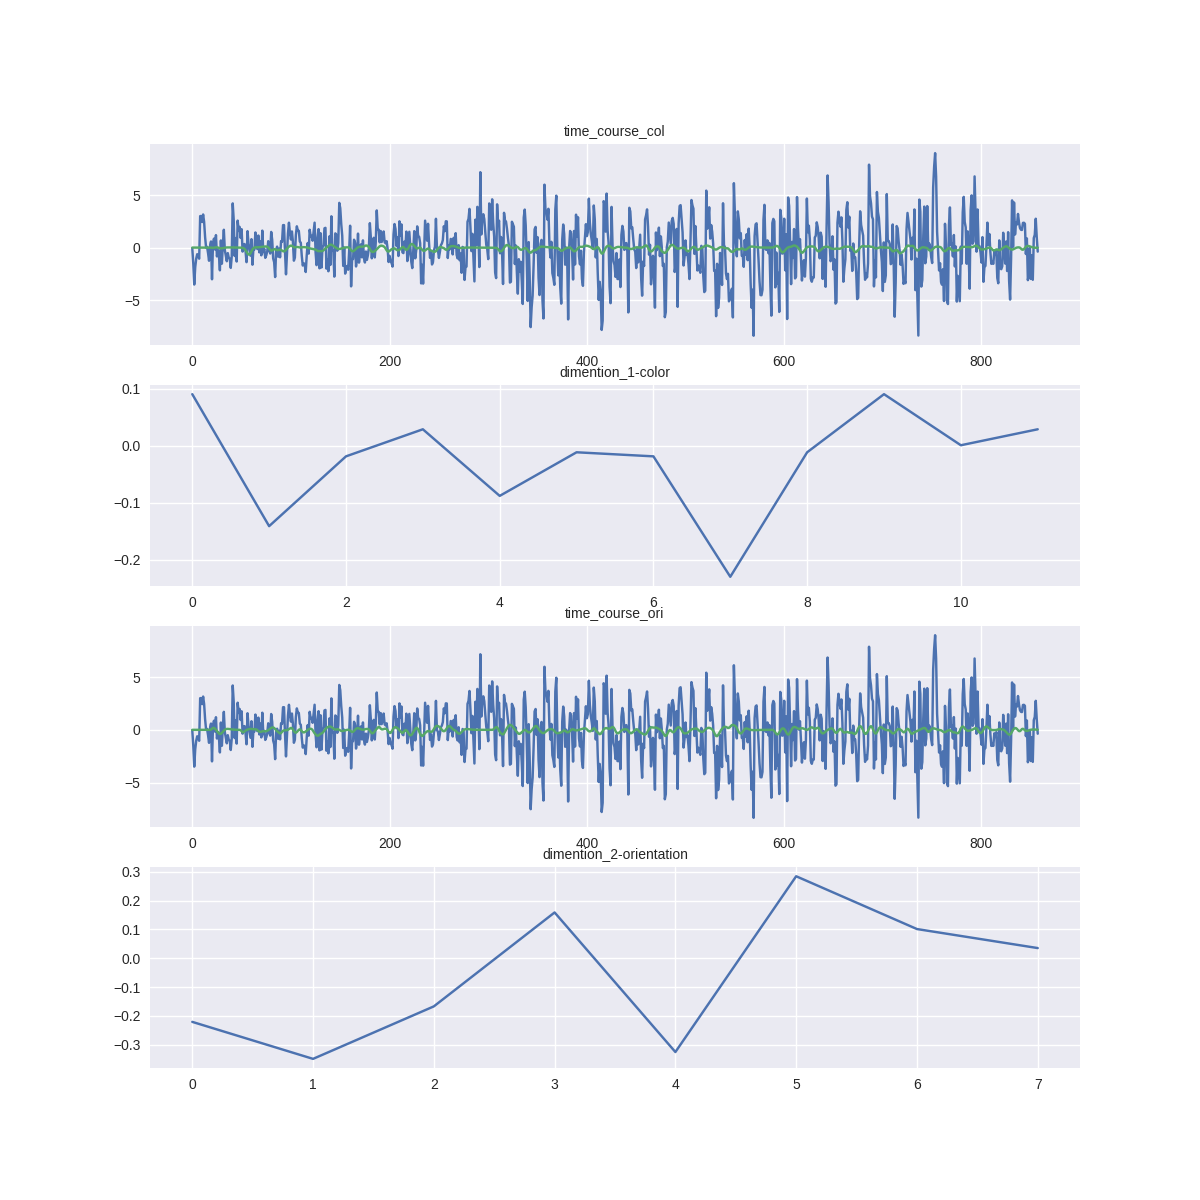 time_course_col
5
0
−5
0 200 400 600 800
dimention_1-color
0.1
0.0
−0.1
−0.2
0 2 4 6 8 10
time_course_ori
5
0
−5
0 200 400 600 800
dimention_2-orientation
0.3
0.2
0.1
0.0
−0.1
−0.2
−0.3
0 1 2 3 4 5 6 7